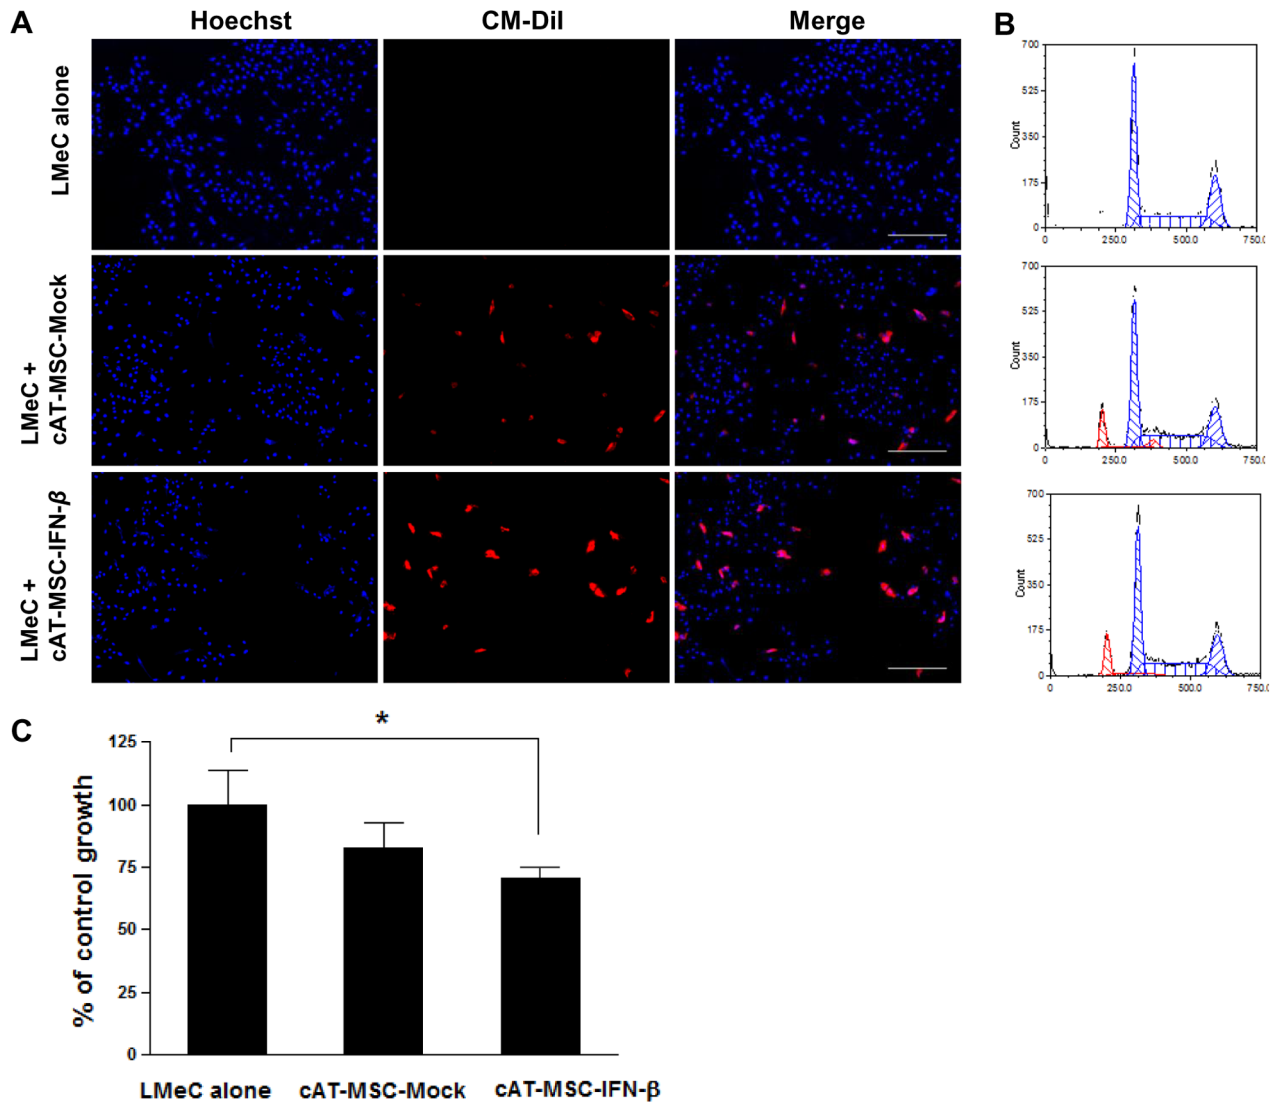 A
Hoechst
CM-DiI
Merge
B
LMeC alone
LMeC +
cAT-MSC-Mock
LMeC +
cAT-MSC-IFN-β
700
525
350
175
0
Count
0
250.0
500.0
750.0
700
525
350
175
0
Count
0
250.0
500.0
750.0
700
525
350
175
0
Count
0
250.0
500.0
750.0
C
*
125
100
75
50
25
0
% of control growth
LMeC alone
cAT-MSC-Mock
cAT-MSC-IFN-β